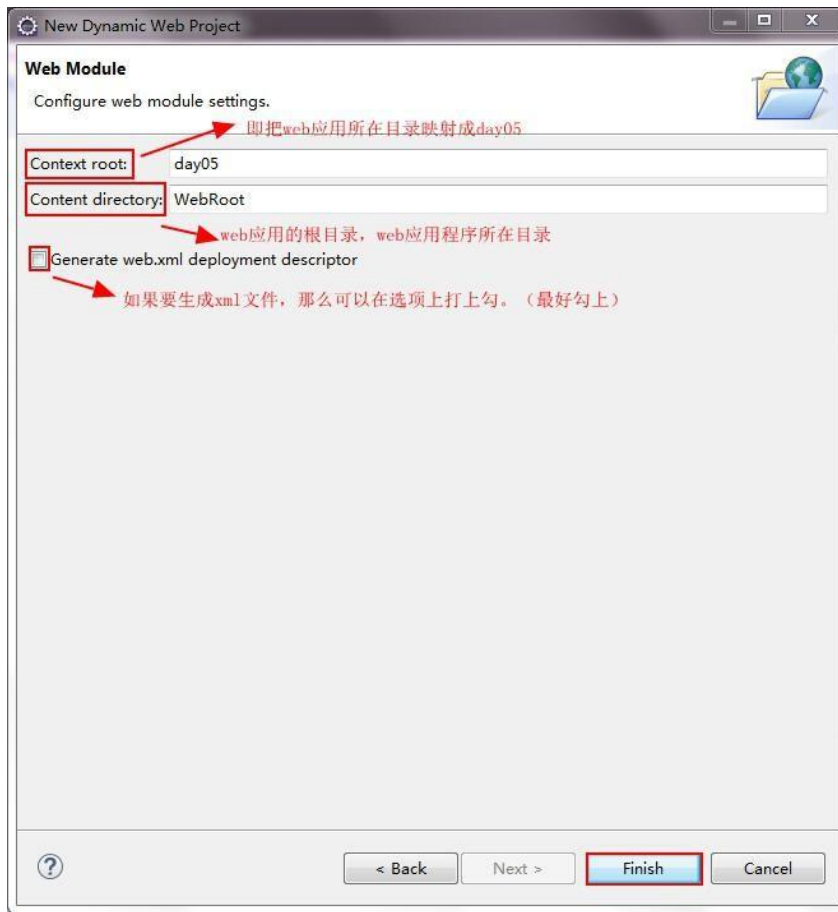 New Dynamic Web Project
Web Module
Configure web module settings.
即把web应用所在目录映射成day05
Context root: day05
Content directory: WebRoot
web应用的根目录，web应用程序所在目录
Generate web.xml deployment descriptor
如果要生成xml文件，那么可以在选项上打上勾。（最好勾上）
? < Back Next > Finish Cancel